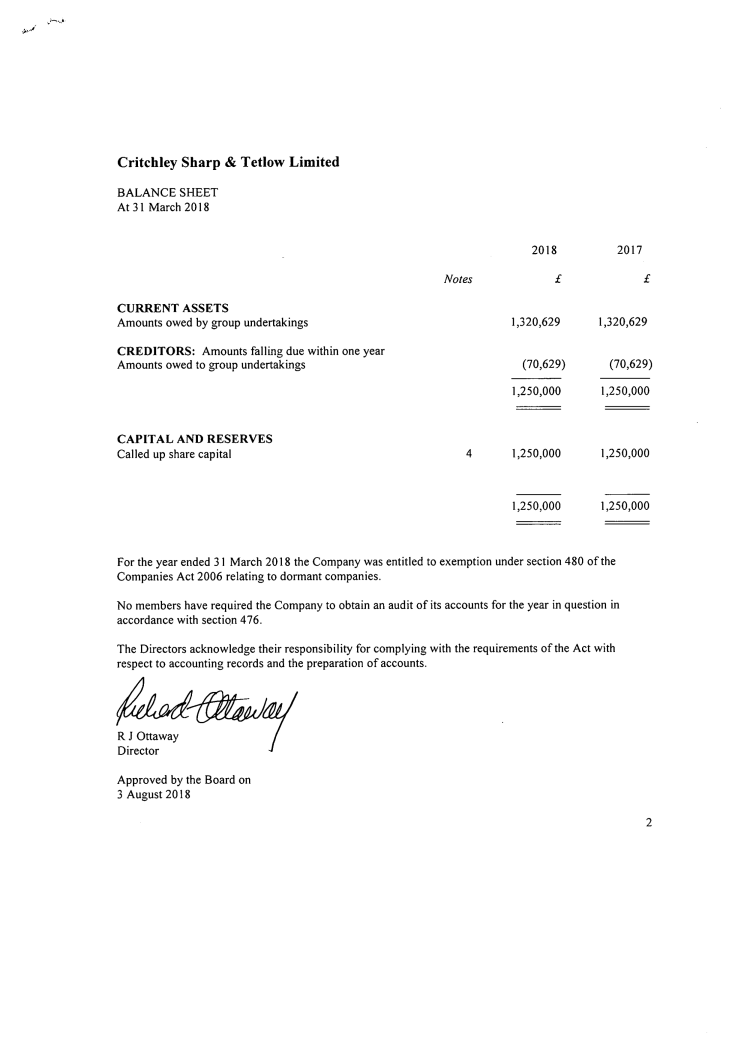 Critchley Sharp & Tetlow Limited
BALANCE SHEET
At 31 March 2018
2018 2017
Notes £ £
CURRENT ASSETS
Amounts owed by group undertakings 1,320,629 1,320,629
CREDITORS: Amounts falling due within one year
Amounts owed to group undertakings (70,629) (70,629)
1,250,000 1,250,000
CAPITAL AND RESERVES
Called up share capital 4 1,250,000 1,250,000
1,250,000 1,250,000
For the year ended 31 March 2018 the Company was entitled to exemption under section 480 of the
Companies Act 2006 relating to dormant companies.
No members have required the Company to obtain an audit of its accounts for the year in question in
accordance with section 476.
The Directors acknowledge their responsibility for complying with the requirements of the Act with
respect to accounting records and the preparation of accounts.
Richard Ottaway
R J Ottaway
Director
Approved by the Board on
3 August 2018
2